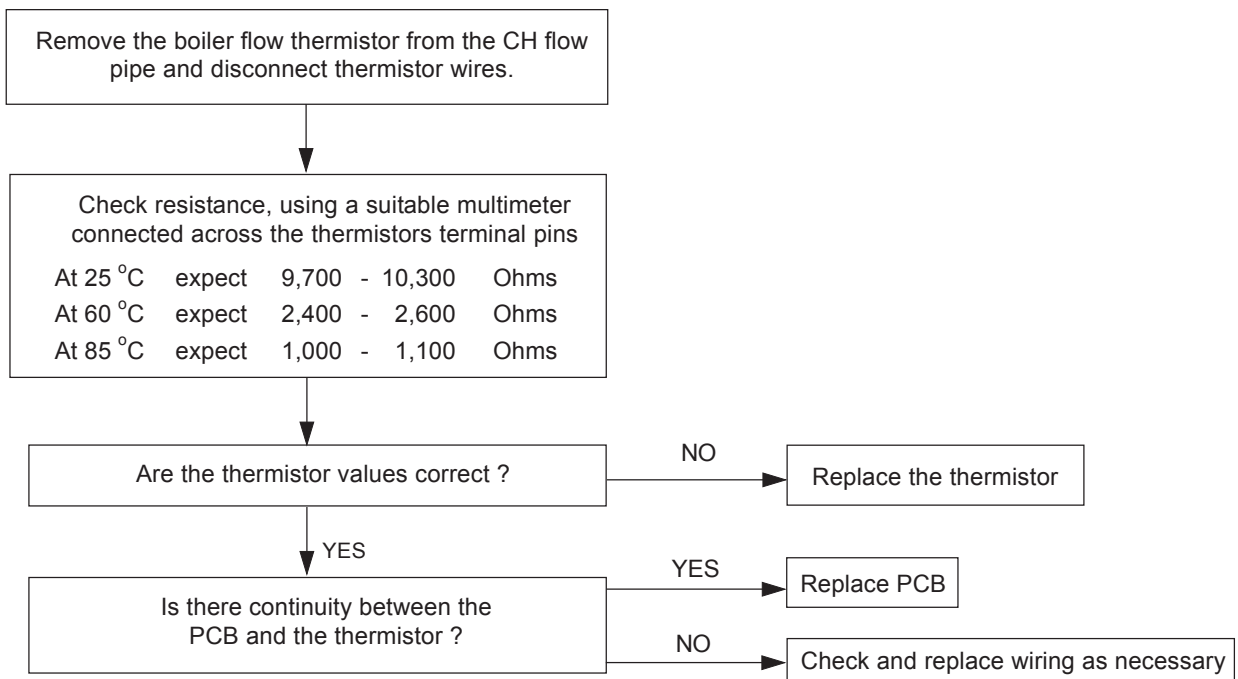 Remove the boiler flow thermistor from the CH flow
pipe and disconnect thermistor wires.
Check resistance, using a suitable multimeter
connected across the thermistors terminal pins
At 25 °C expect 9,700 - 10,300 Ohms
At 60 °C expect 2,400 - 2,600 Ohms
At 85 °C expect 1,000 - 1,100 Ohms
Are the thermistor values correct ?
NO
Replace the thermistor
YES
Is there continuity between the
PCB and the thermistor ?
YES
Replace PCB
NO
Check and replace wiring as necessary